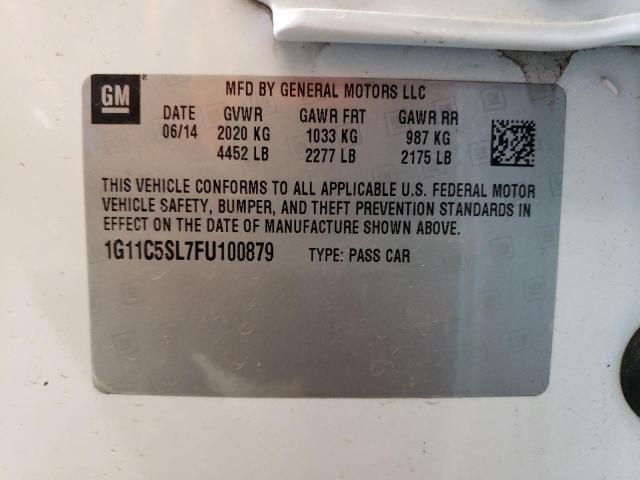 GM ® MFD BY GENERAL MOTORS LLC
DATE GVWR GAWR FRT GAWR RR
06/14 2020 KG 1033 KG 987 KG
4452 LB 2277 LB 2175 LB
THIS VEHICLE CONFORMS TO ALL APPLICABLE U.S. FEDERAL MOTOR
VEHICLE SAFETY, BUMPER, AND THEFT PREVENTION STANDARDS IN
EFFECT ON THE DATE OF MANUFACTURE SHOWN ABOVE.
1G11C5SL7FU100879 TYPE: PASS CAR